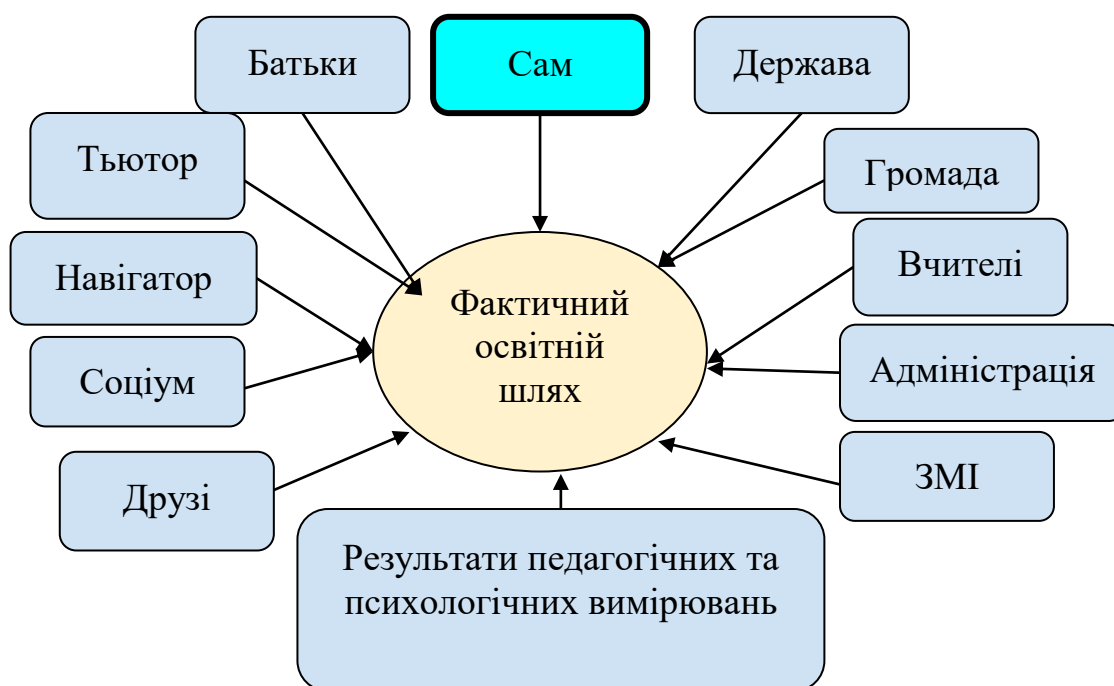 Батьки
Сам
Держава
Тьютор
Громада
Навігатор
Вчителі
Фактичний
освітній
шлях
Соціум
Адміністрація
Друзі
ЗМІ
Результати педагогічних та
психологічних вимірювань